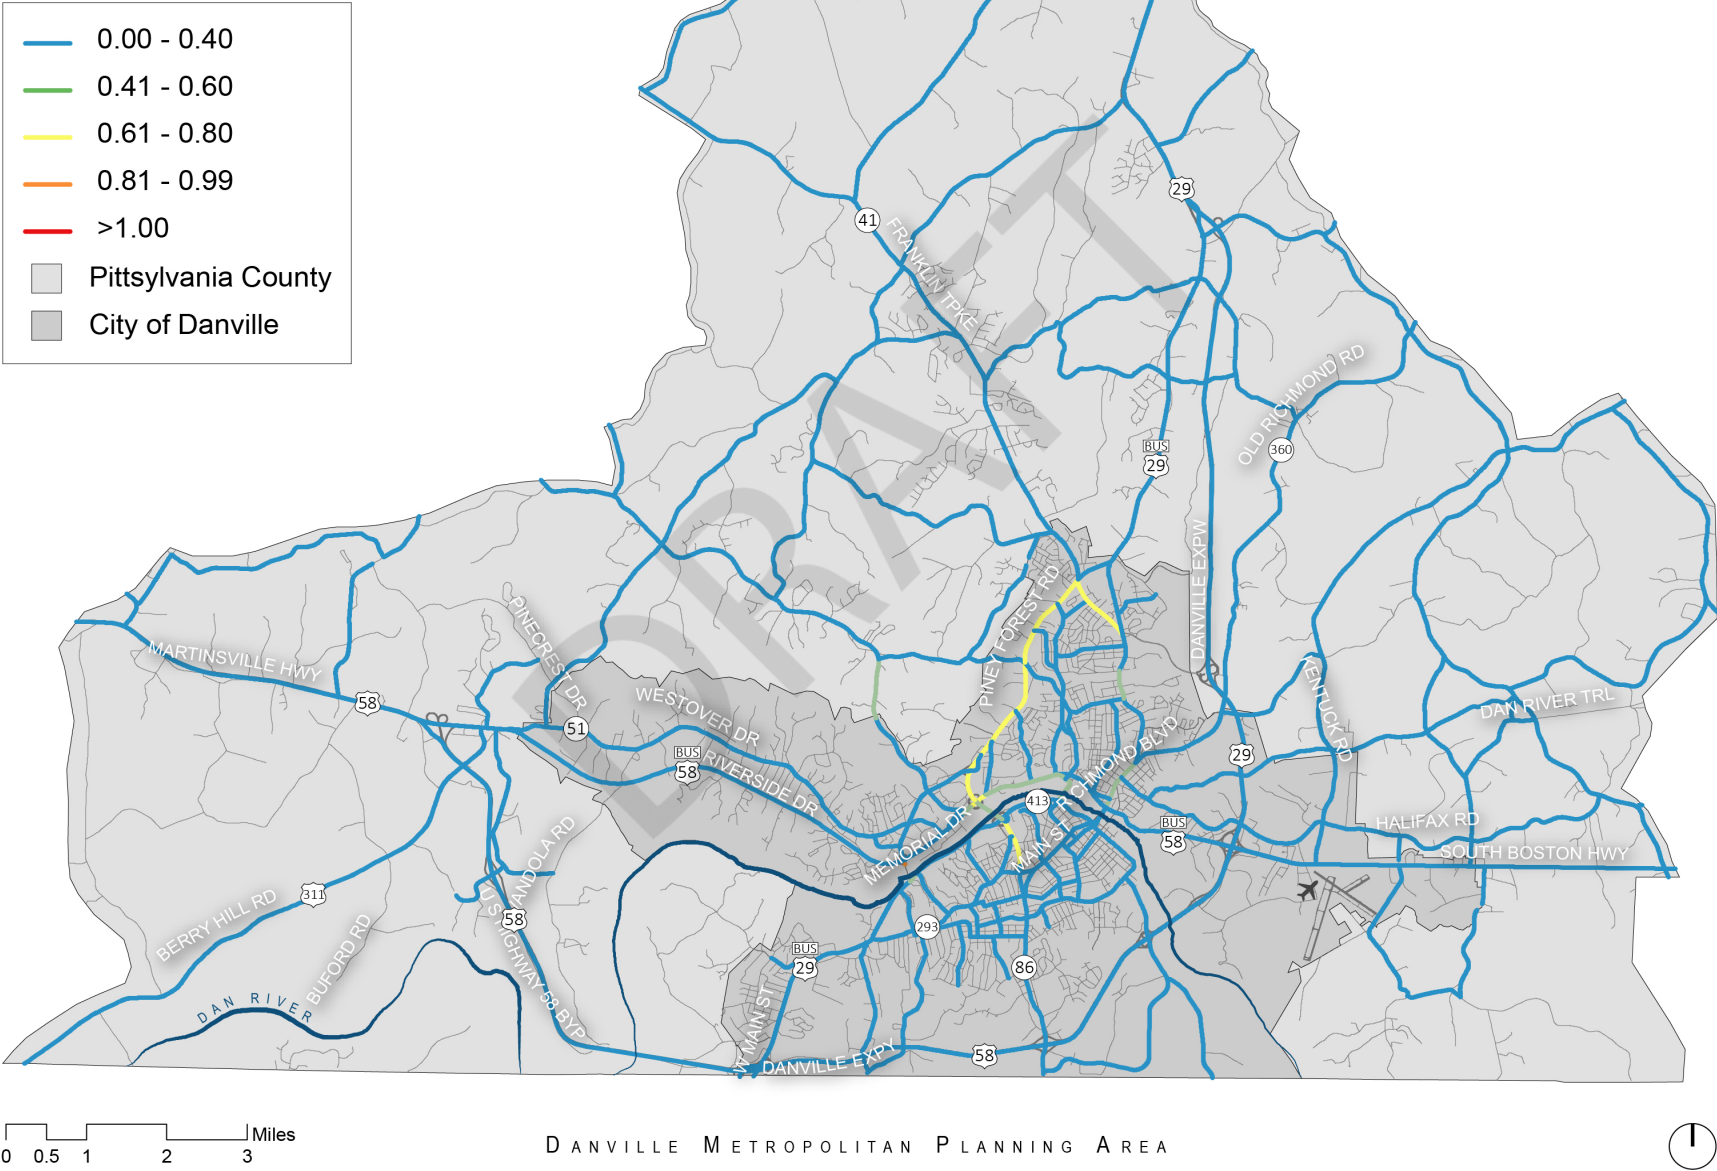 0.00 - 0.40
0.41 - 0.60
0.61 - 0.80
0.81 - 0.99
>1.00
Pittsylvania County
City of Danville
DRAFT
29
41
FRANKLIN TPKE
OLD RICHMOND RD
360
BUS
29
DANVILLE EXPW
PINEY FOREST RD
PINECREST DR
MARTINSVILLE HWY
58
51
WESTOVER DR
BUS
58
RIVERSIDE DR
KENTUCK RD
DAN RIVER TRL
29
RICHMOND BLVD
413
MEMORIAL DR
MAIN ST
BUS
58
HALIFAX RD
SOUTH BOSTON HWY
311
BERRY HILL RD
BUFORD RD
DAN RIVER
58
U S HIGHWAY 58 BYP
293
BUS
29
86
W MAIN ST
DANVILLE EXPY
58
0 0.5 1 2 3 Miles
DANVILLE METROPOLITAN PLANNING AREA